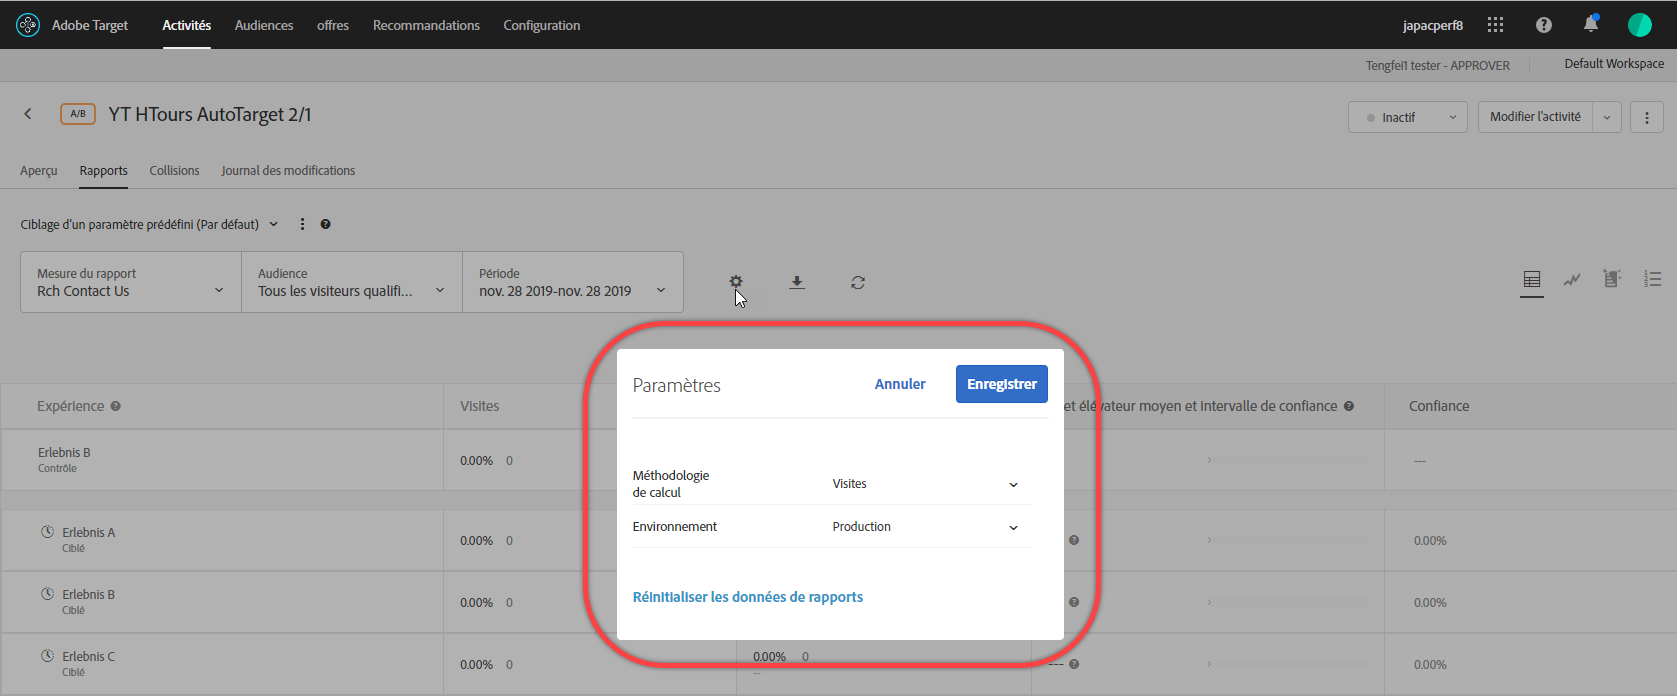 Adobe Target
Activités
Audiences
offres
Recommandations
Configuration
japacperf8
Tengfei1 tester - APPROVER
Default Workspace
A/B
YT HTours AutoTarget 2/1
Inactif
Modifier l'activité
Aperçu
Rapports
Collisions
Journal des modifications
Ciblage d'un paramètre prédéfini (Par défaut)
Mesure du rapport
Rch Contact Us
Audience
Tous les visiteurs qualifi...
Période
nov. 28 2019-nov. 28 2019
Paramètres
Annuler
Enregistrer
Méthodologie
de calcul
Visites
Environnement
Production
Réinitialiser les données de rapports
Expérience
Visites
et élévateur moyen et intervalle de confiance
Confiance
Erlebnis B
Contrôle
0.00% 0
---
Erlebnis A
Ciblé
0.00% 0
0.00%
Erlebnis B
Ciblé
0.00% 0
0.00%
Erlebnis C
Ciblé
0.00% 0
0.00% 0
---
0.00%